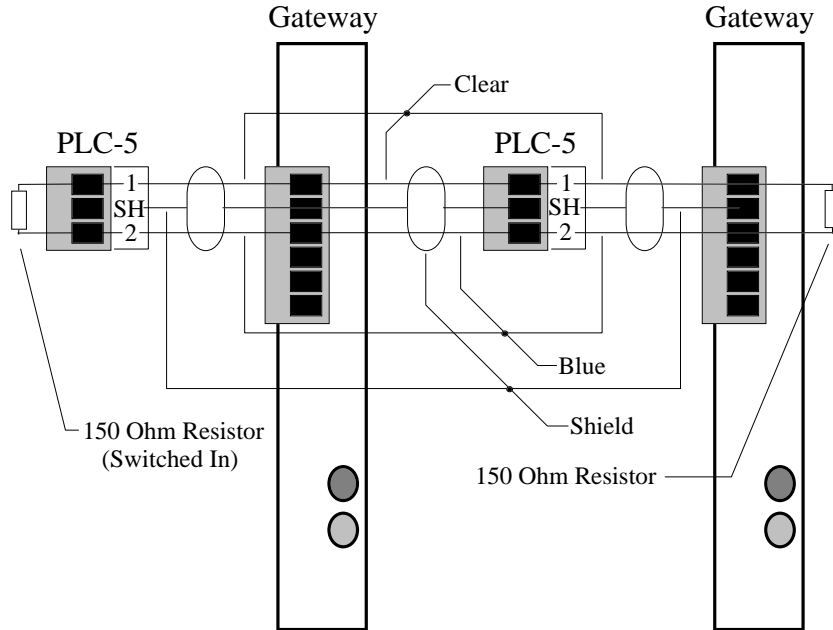 Gateway
Gateway
Clear
PLC-5
PLC-5
1
SH
2
1
SH
2
Blue
Shield
150 Ohm Resistor
(Switched In)
150 Ohm Resistor